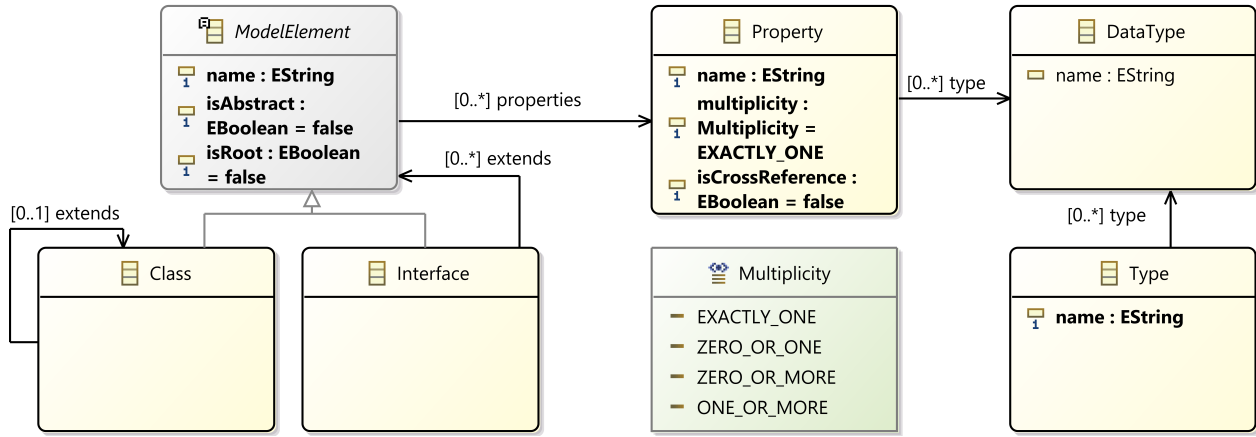 ModelElement
name : EString
isAbstract :
EBoolean = false
isRoot : EBoolean
= false
[0..*] properties
Property
name : EString
multiplicity :
Multiplicity =
EXACTLY_ONE
isCrossReference :
EBoolean = false
[0..*] type
DataType
name : EString
[0..*] extends
[0..1] extends
[0..*] type
Class
Interface
Multiplicity
EXACTLY_ONE
ZERO_OR_ONE
ZERO_OR_MORE
ONE_OR_MORE
Type
name : EString